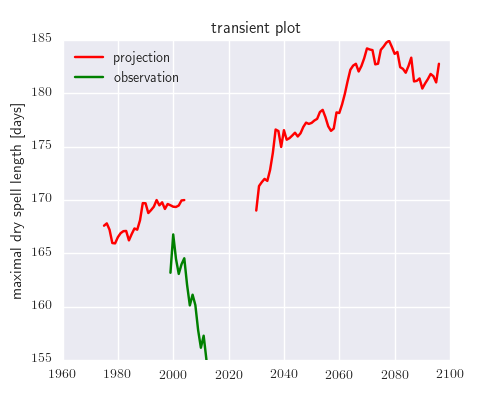 transient plot
projection
observation
maximal dry spell length [days]
185
180
175
170
165
160
155
1960 1980 2000 2020 2040 2060 2080 2100